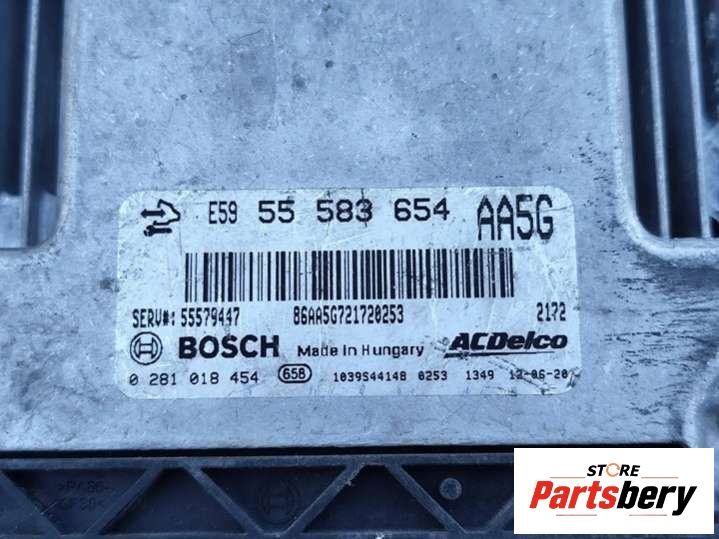 E59 55 583 654 AA5G
SERV#: 55579447 86AA5G721720253 2172
BOSCH Made in Hungary ACDelco
0 281 018 454 658 1039S44148 0253 1349 12-06-20
STORE
Partsbery